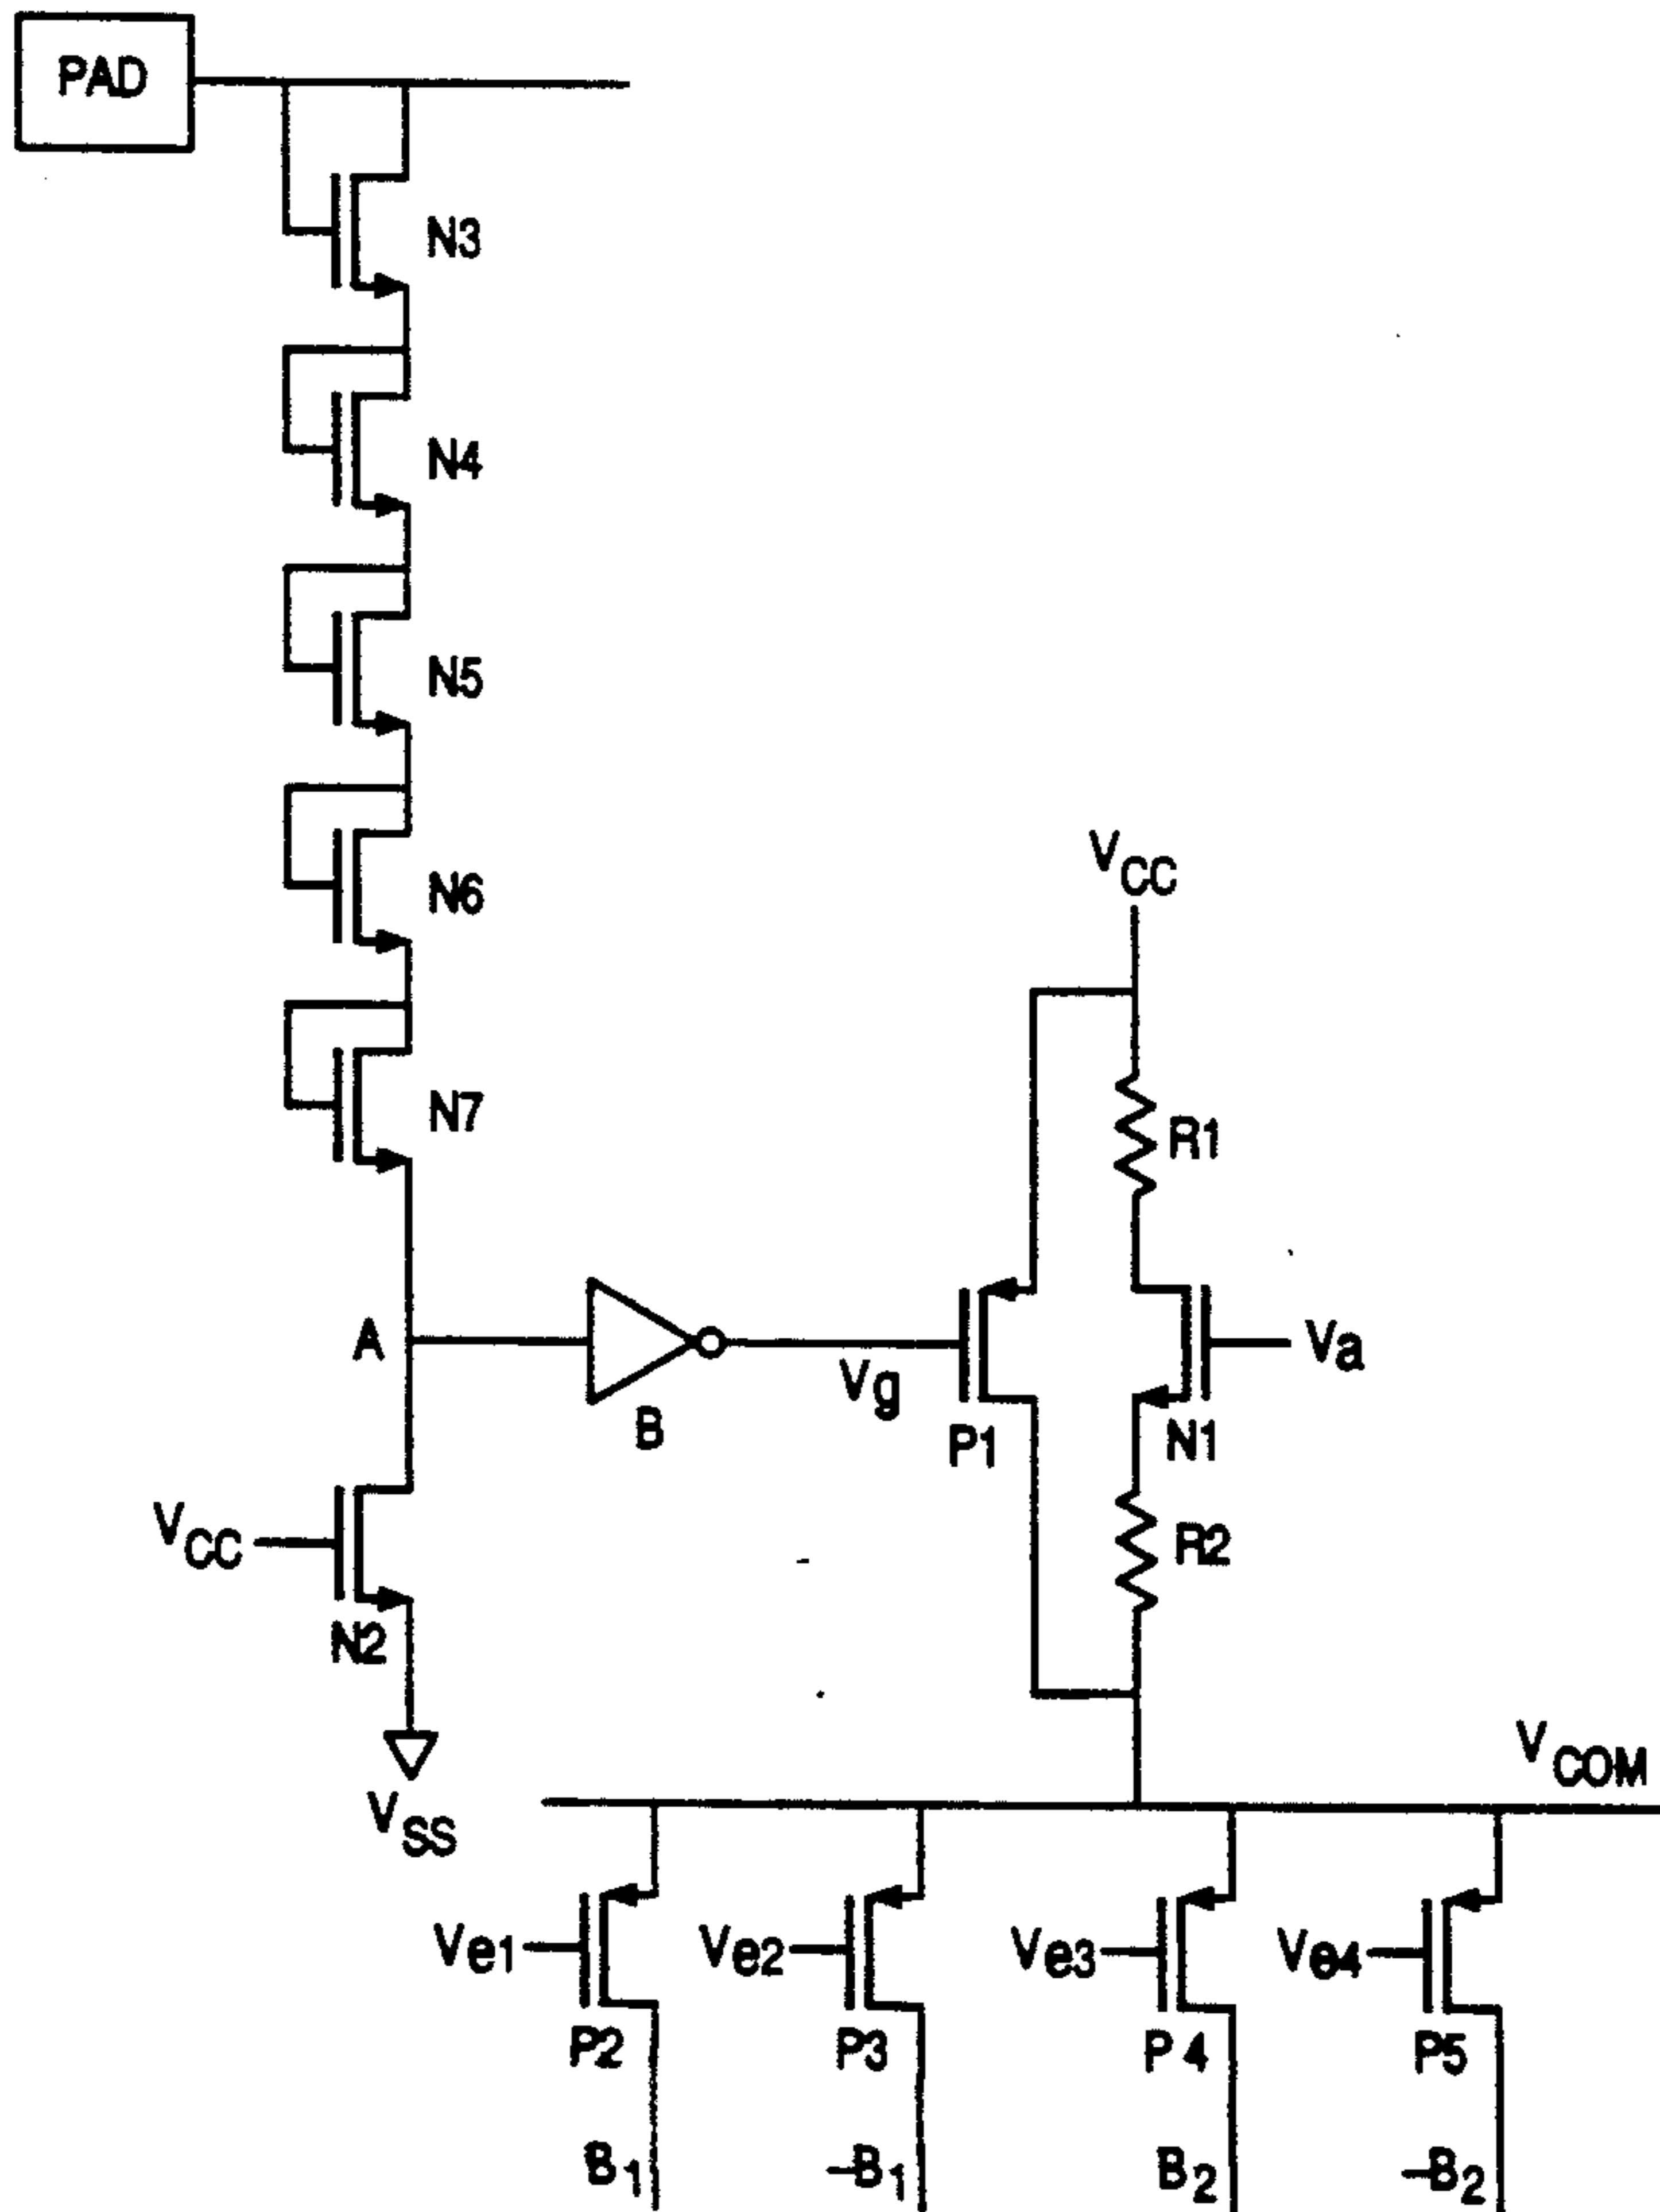 PAD
N3
N4
N5
N6
N7
VCC
R1
A
B
Vg
P1
N1
Va
VCC
N2
R2
VSS
VCOM
Ve1
Ve2
Ve3
Ve4
P2
P3
P4
P5
B1
-B1
B2
-B2